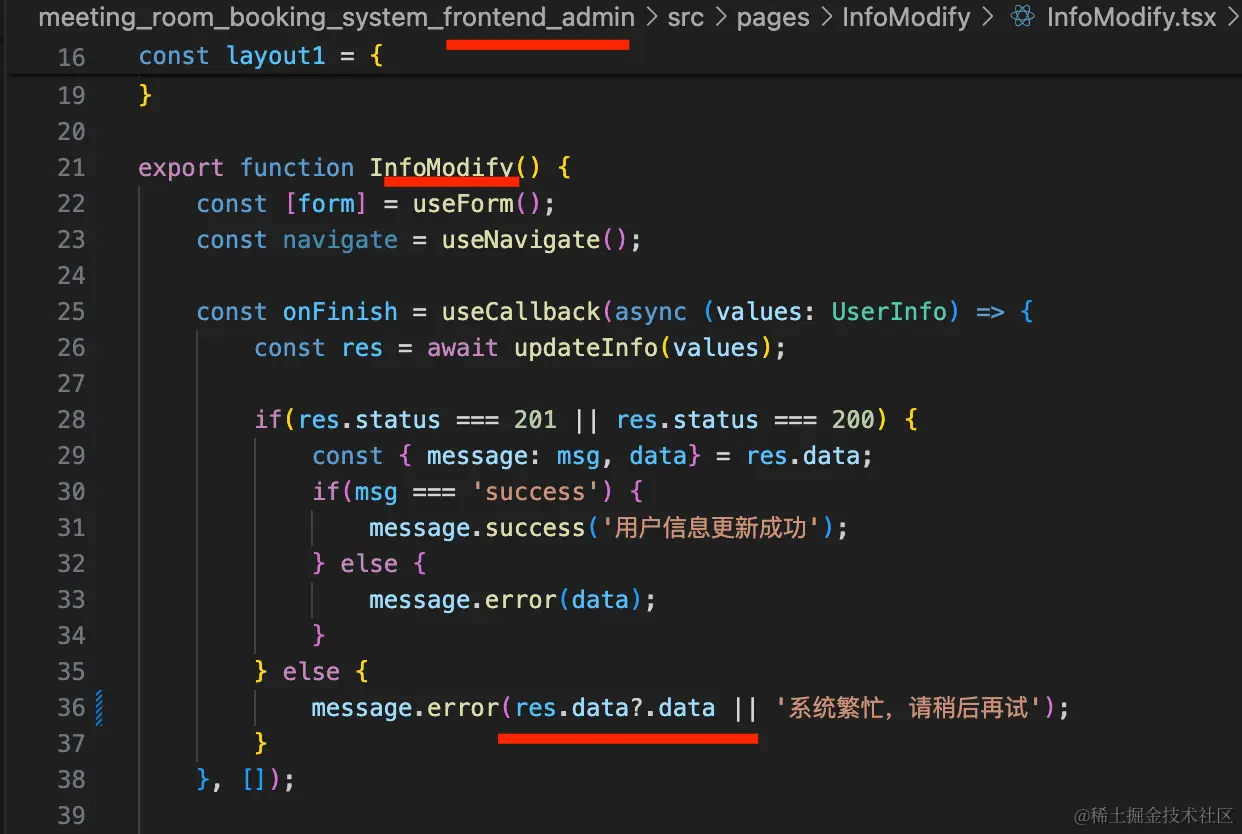 meeting_room_booking_system_frontend_admin > src > pages > InfoModify > InfoModify.tsx >
16 const layout1 = {
19 }
20
21 export function InfoModify() {
22 const [form] = useForm();
23 const navigate = useNavigate();
24
25 const onFinish = useCallback(async (values: UserInfo) => {
26 const res = await updateInfo(values);
27
28 if(res.status === 201 || res.status === 200) {
29 const { message: msg, data} = res.data;
30 if(msg === 'success') {
31 message.success('用户信息更新成功');
32 } else {
33 message.error(data);
34 }
35 } else {
36 message.error(res.data?.data || '系统繁忙，请稍后再试');
37 }
38 }, []);
39
@稀土掘金技术社区